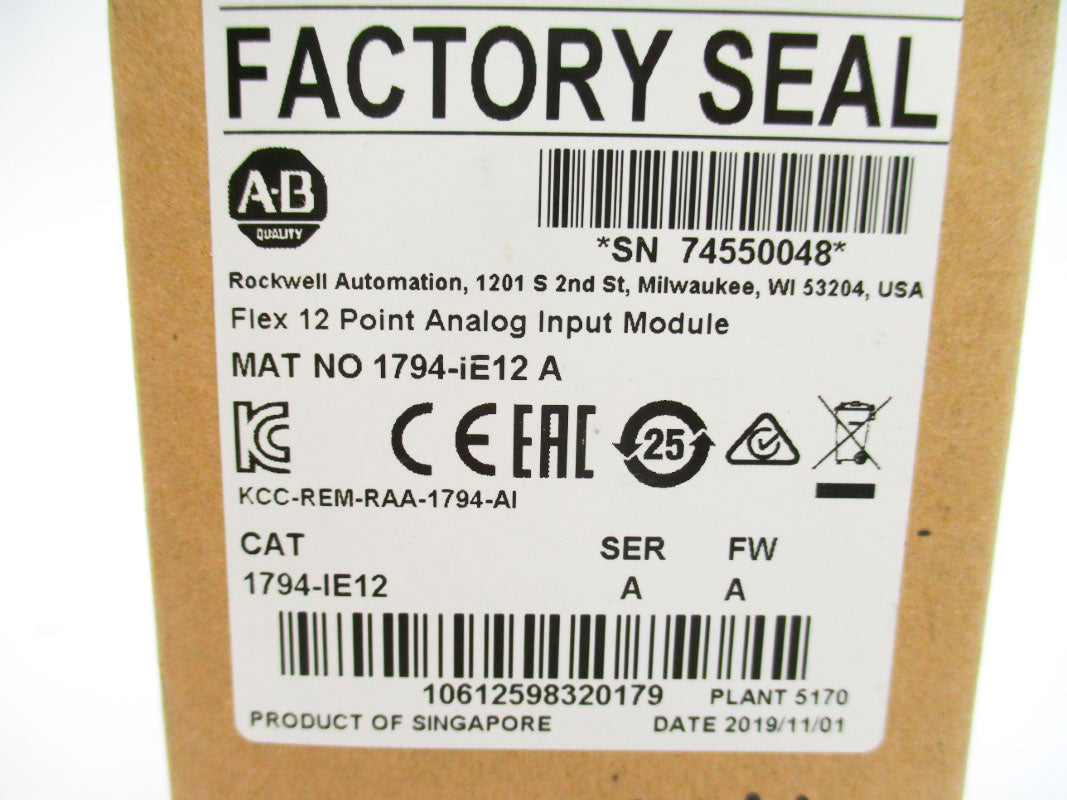 FACTORY SEAL
A-B
QUALITY
*SN 74550048*
Rockwell Automation, 1201 S 2nd St, Milwaukee, WI 53204, USA
Flex 12 Point Analog Input Module
MAT NO 1794-iE12 A
KC CE EAC 25
KCC-REM-RAA-1794-AI
CAT SER FW
1794-IE12 A A
10612598320179 PLANT 5170
PRODUCT OF SINGAPORE DATE 2019/11/01